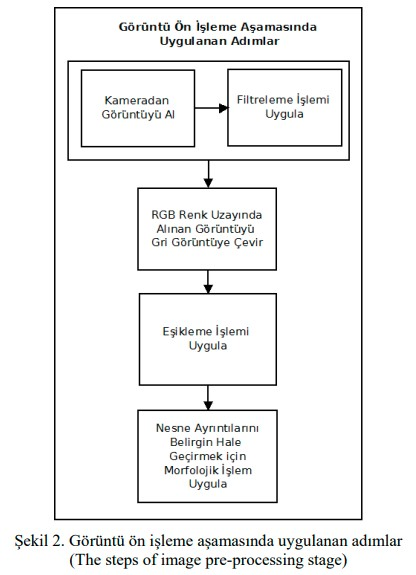 Görüntü Ön İşleme Aşamasında
Uygulanan Adımlar
Kameradan
Görüntüyü Al
Filtreleme İşlemi
Uygula
RGB Renk Uzayında
Alınan Görüntüyü
Gri Görüntüye Çevir
Eşikleme İşlemi
Uygula
Nesne Ayrıntılarını
Belirgin Hale
Geçirmek için
Morfolojik İşlem
Uygula
Şekil 2. Görüntü ön işleme aşamasında uygulanan adımlar
(The steps of image pre-processing stage)